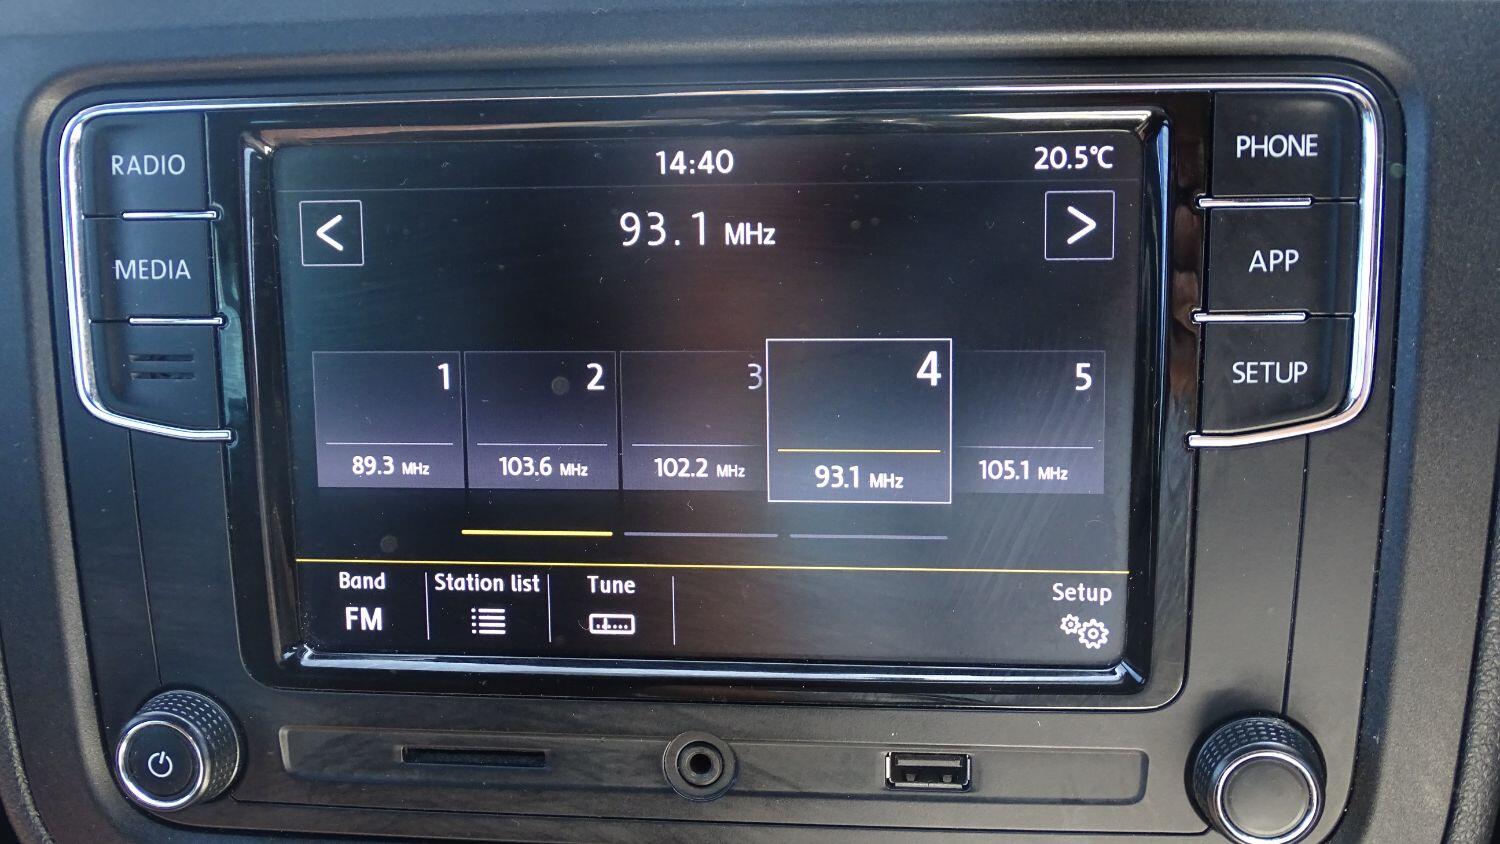 RADIO
MEDIA
PHONE
APP
SETUP
14:40
20.5°C
<
93.1 MHz
>
1
2
3
4
5
89.3 MHz
103.6 MHz
102.2 MHz
93.1 MHz
105.1 MHz
Band
FM
Station list
Tune
Setup